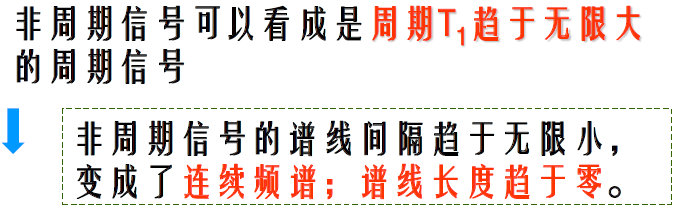 非周期信号可以看成是周期T₁趋于无限大
的周期信号
非周期信号的谱线间隔趋于无限小，
变成了连续频谱；谱线长度趋于零。